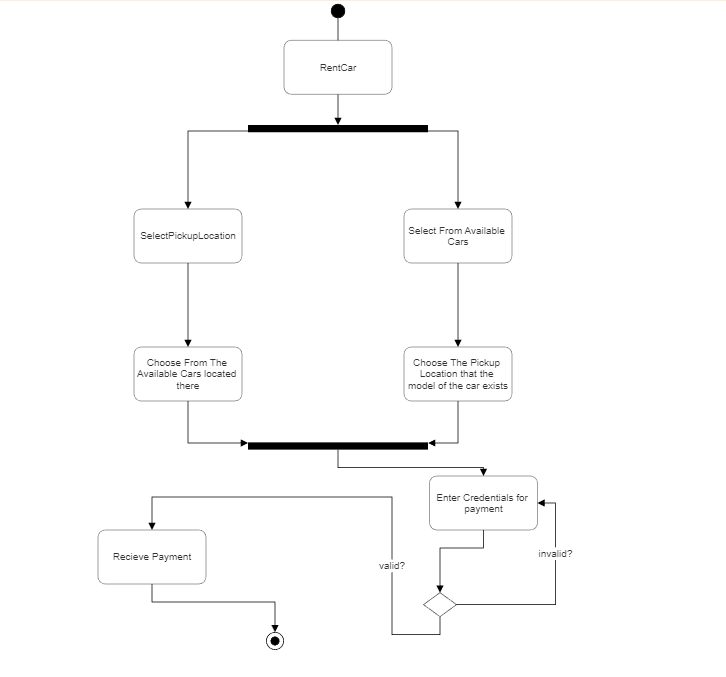 RentCar
SelectPickupLocation
Select From Available
Cars
Choose From The
Available Cars located
there
Choose The Pickup
Location that the
model of the car exists
Enter Credentials for
payment
Recieve Payment
valid?
invalid?